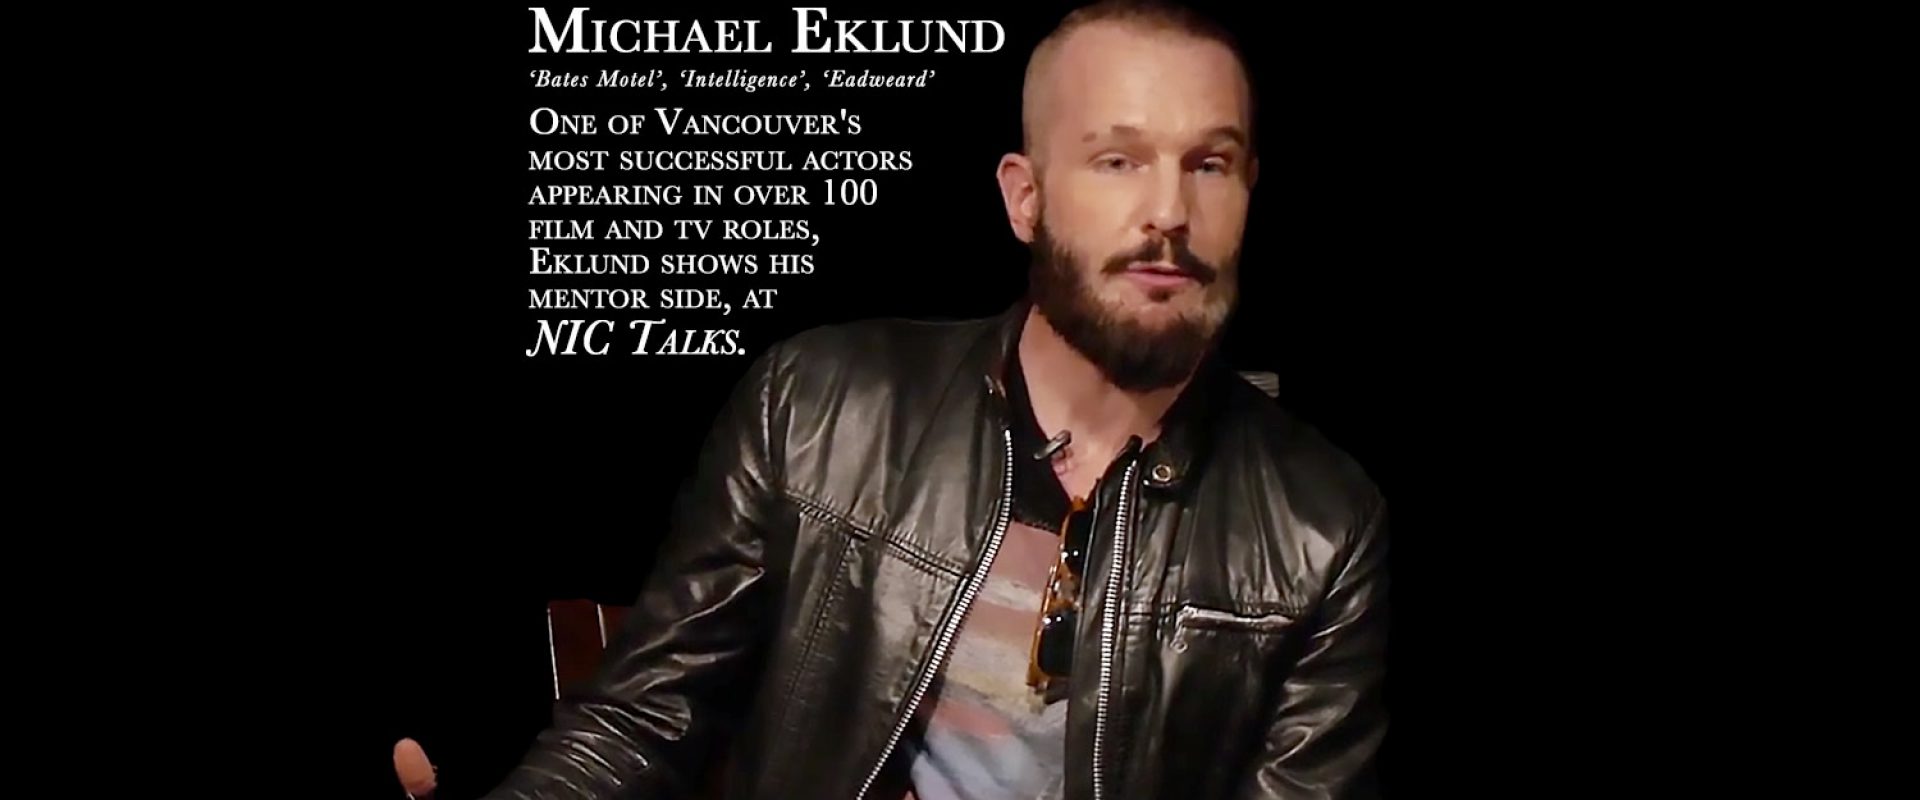 Michael Eklund
‘Bates Motel’, ‘Intelligence’, ‘Eadweard’
One of Vancouver's
most successful actors
appearing in over 100
film and tv roles,
Eklund shows his
mentor side, at
NIC Talks.